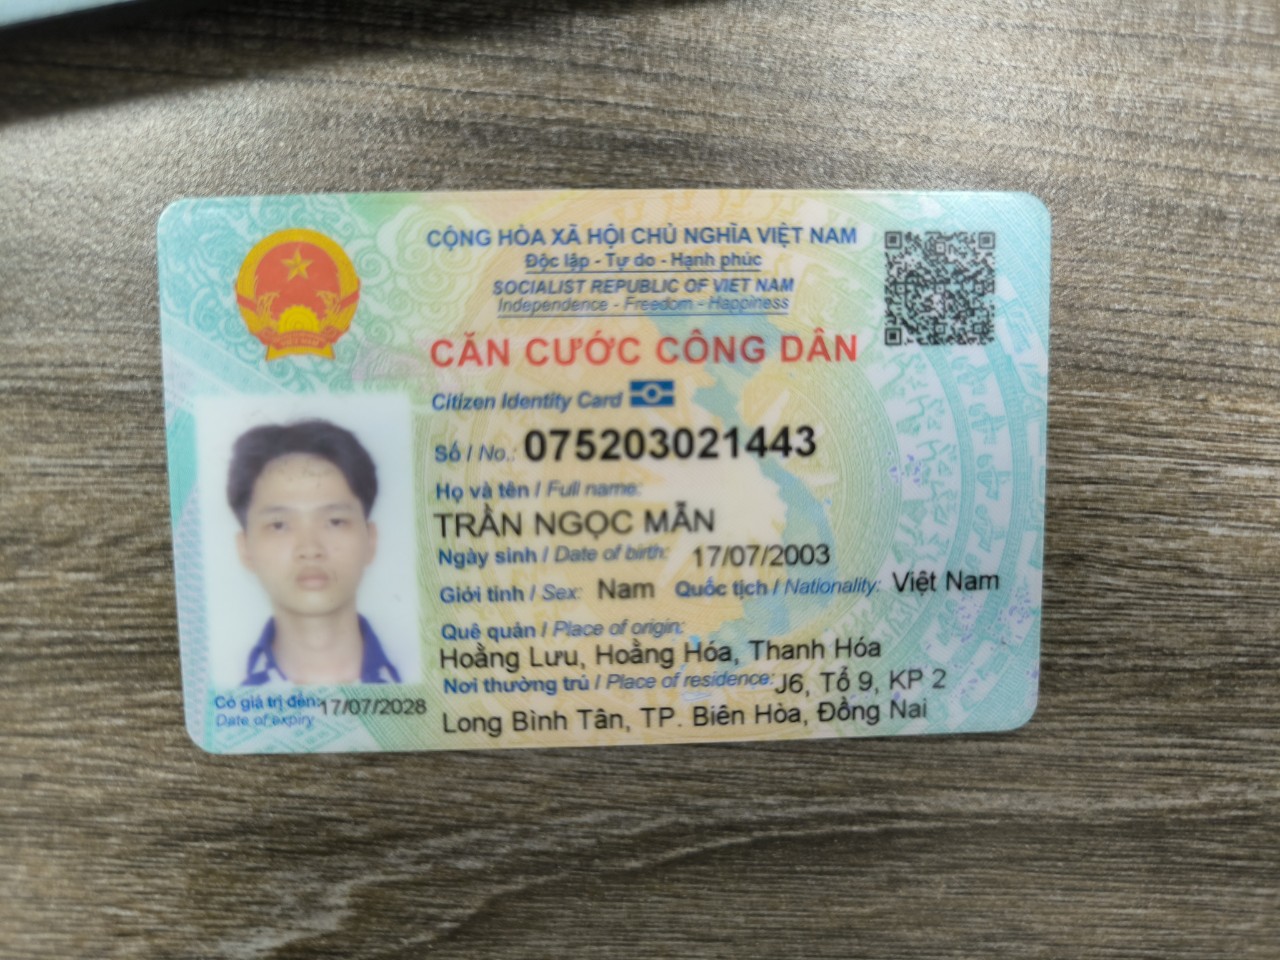 CỘNG HÒA XÃ HỘI CHỦ NGHĨA VIỆT NAM
Độc lập - Tự do - Hạnh phúc
SOCIALIST REPUBLIC OF VIET NAM
Independence - Freedom - Happiness
CĂN CƯỚC CÔNG DÂN
Citizen Identity Card
Số / No.: 075203021443
Họ và tên / Full name:
TRẦN NGỌC MẪN
Ngày sinh / Date of birth: 17/07/2003
Giới tính / Sex: Nam Quốc tịch / Nationality: Việt Nam
Quê quán / Place of origin:
Hoằng Lưu, Hoằng Hóa, Thanh Hóa
Nơi thường trú / Place of residence: J6, Tổ 9, KP 2
Long Bình Tân, TP. Biên Hòa, Đồng Nai
Có giá trị đến: 17/07/2028
Date of expiry